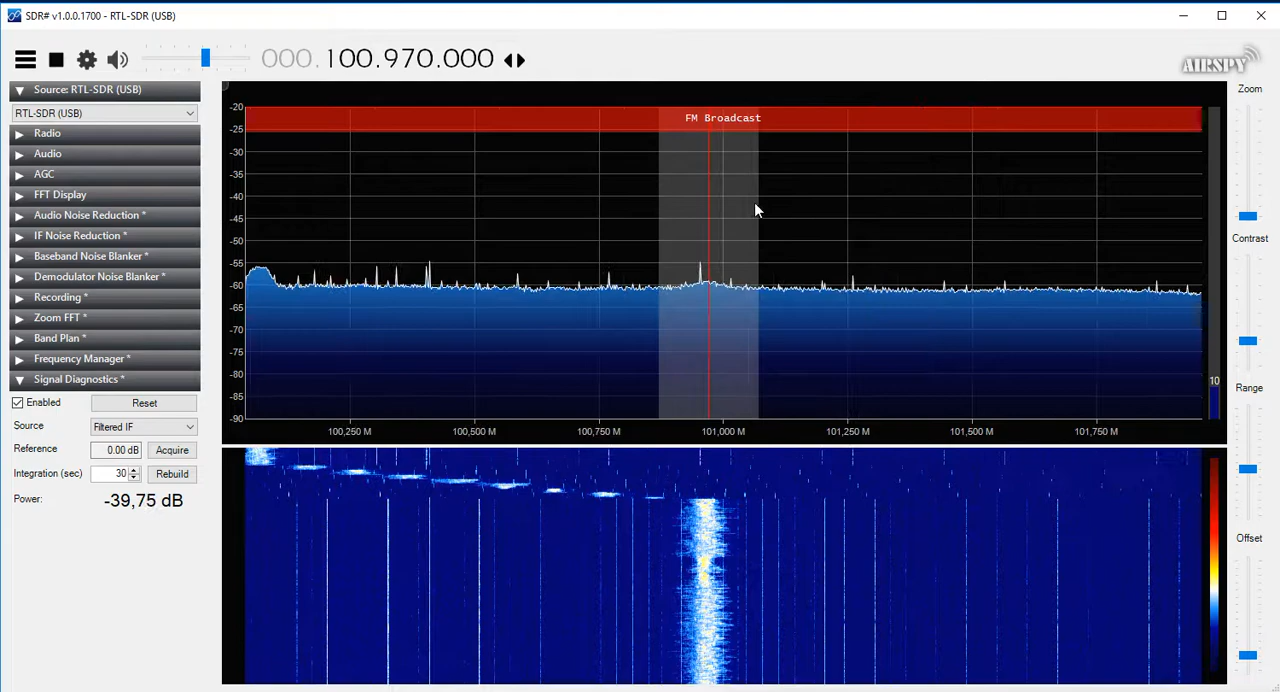 SDR# v1.0.0.1700 - RTL-SDR (USB)
000.100.970.000
AIRSPY
Source: RTL-SDR (USB)
RTL-SDR (USB)
Radio
Audio
AGC
FFT Display
Audio Noise Reduction *
IF Noise Reduction *
Baseband Noise Blanker *
Demodulator Noise Blanker *
Recording *
Zoom FFT *
Band Plan *
Frequency Manager *
Signal Diagnostics *
Enabled
Reset
Source
Filtered IF
Reference
0.00 dB
Acquire
Integration (sec)
30
Rebuild
Power:
-39,75 dB
FM Broadcast
-20
-25
-30
-35
-40
-45
-50
-55
-60
-65
-70
-75
-80
-85
-90
100,250 M
100,500 M
100,750 M
101,000 M
101,250 M
101,500 M
101,750 M
10
Zoom
Contrast
Range
Offset